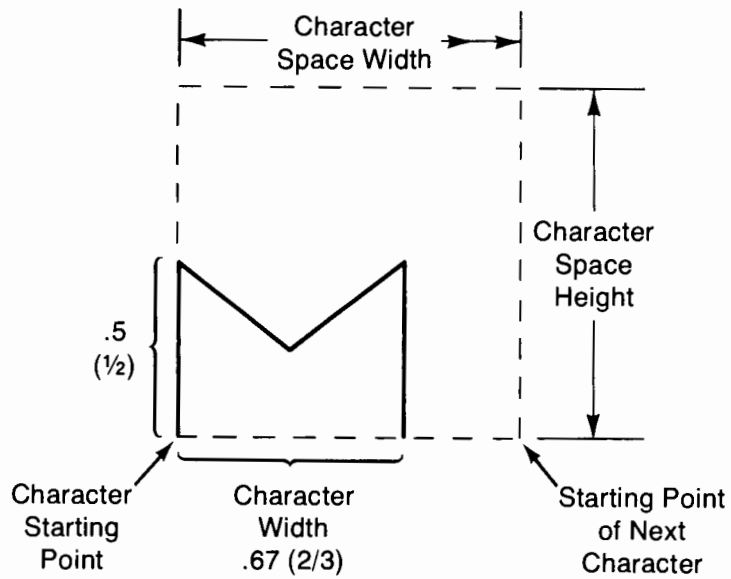 Character
Space Width
Character
Space
Height
.5
(½)
Character
Starting
Point
Character
Width
.67 (2/3)
Starting Point
of Next
Character